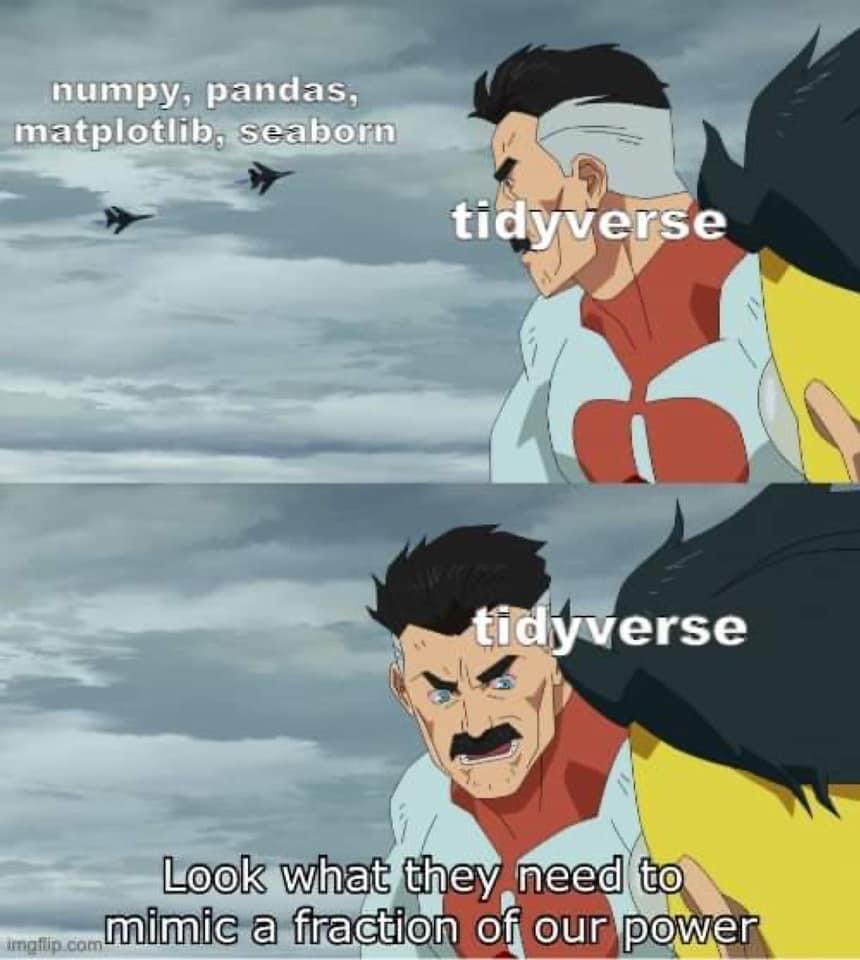 numpy, pandas,
matplotlib, seaborn
tidyverse
tidyverse
Look what they need to
mimic a fraction of our power
imgflip.com